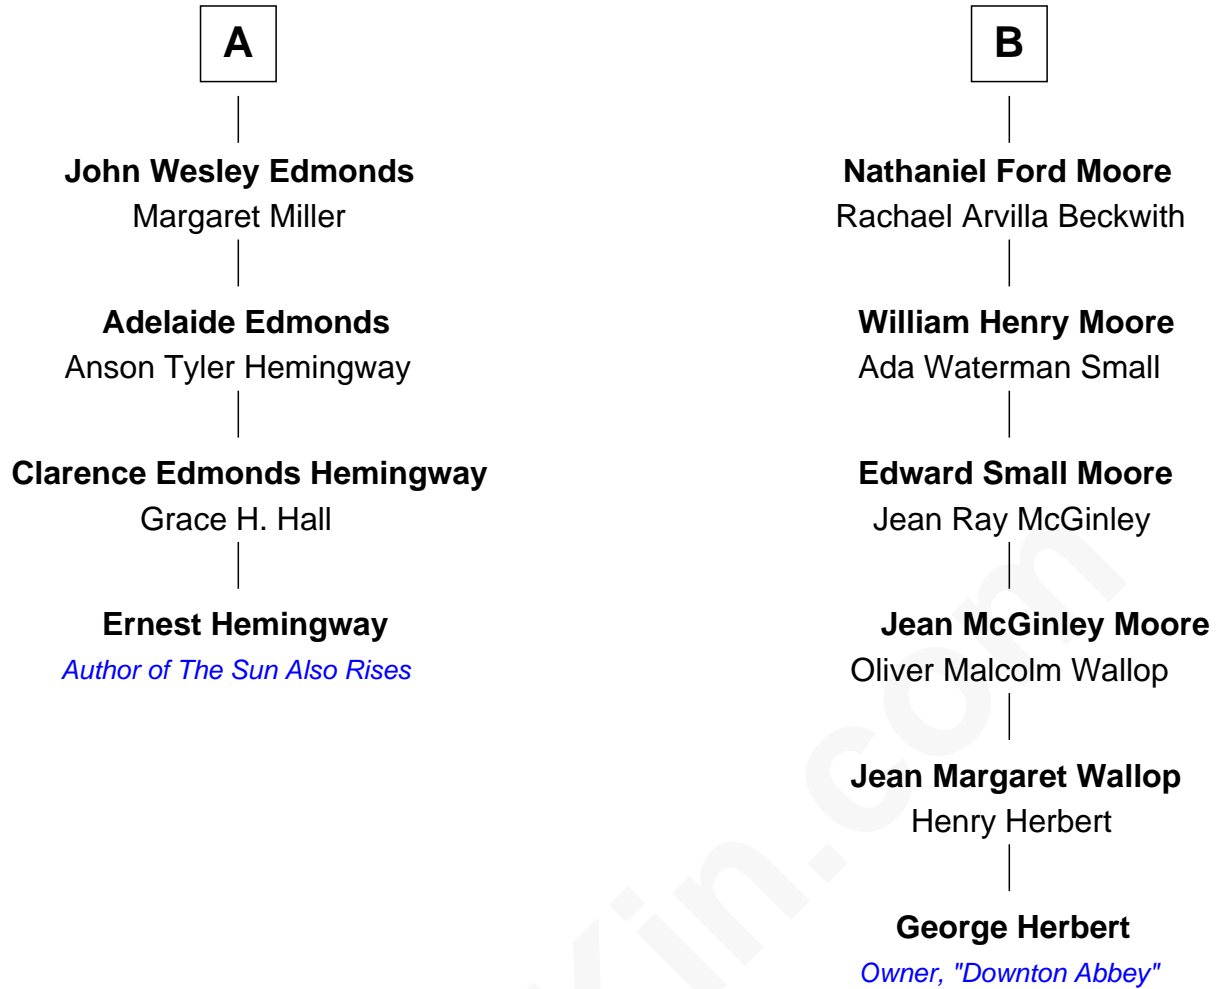 A
John Wesley Edmonds
Margaret Miller
Adelaide Edmonds
Anson Tyler Hemingway
Clarence Edmonds Hemingway
Grace H. Hall
Ernest Hemingway
Author of The Sun Also Rises
B
Nathaniel Ford Moore
Rachael Arvilla Beckwith
William Henry Moore
Ada Waterman Small
Edward Small Moore
Jean Ray McGinley
Jean McGinley Moore
Oliver Malcolm Wallop
Jean Margaret Wallop
Henry Herbert
George Herbert
Owner, "Downton Abbey"